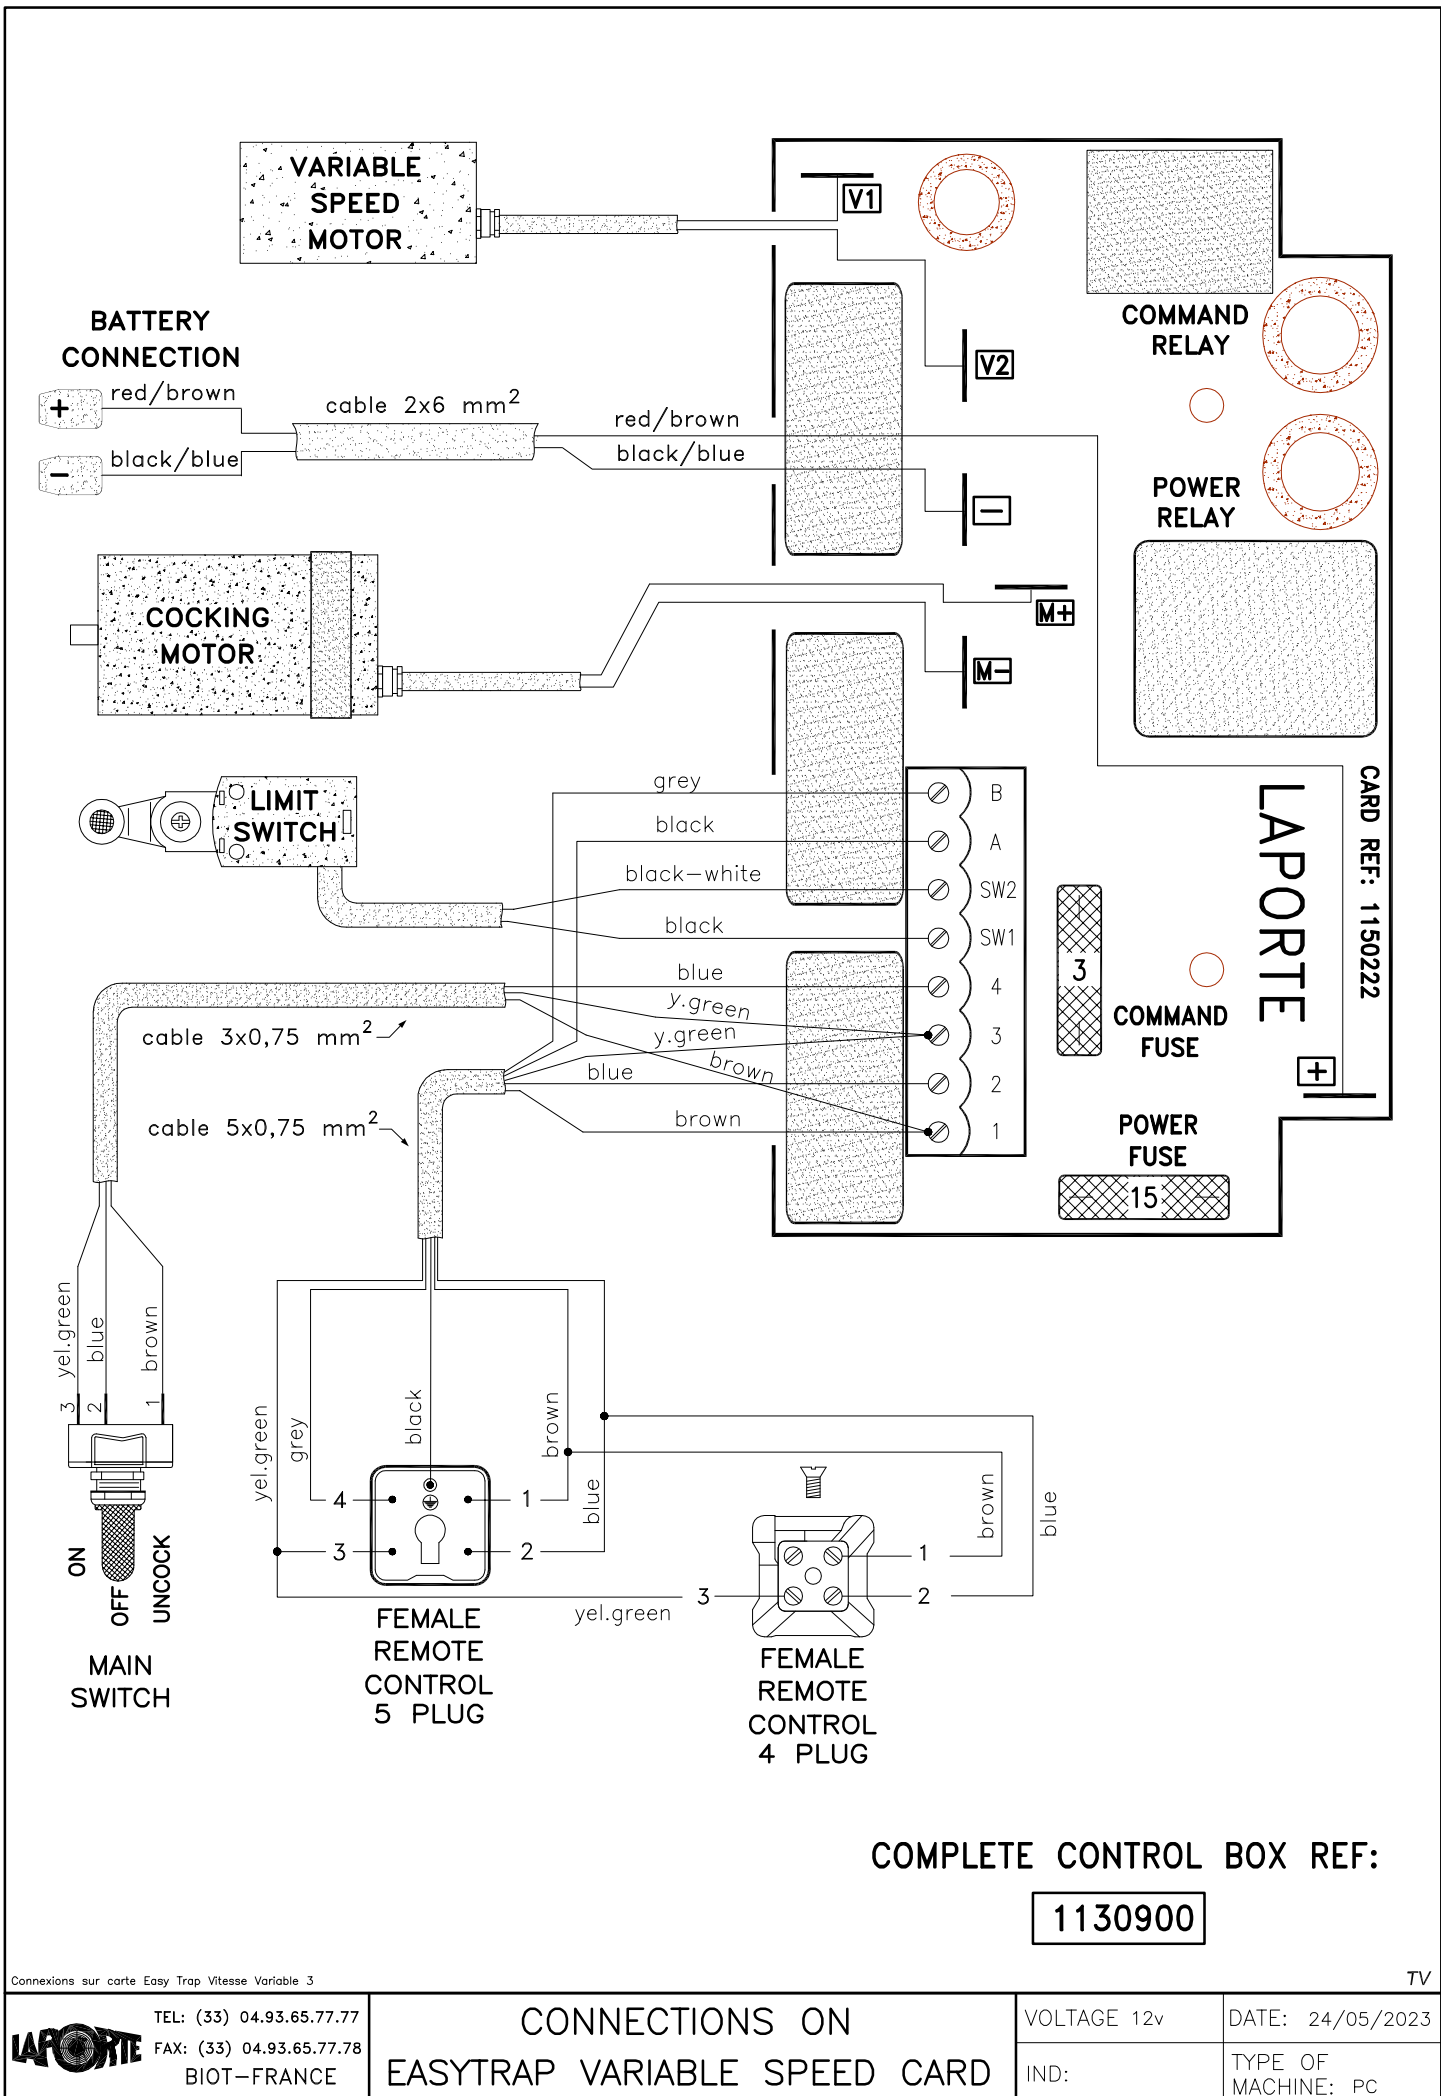 VARIABLE
SPEED
MOTOR
V1
COMMAND
RELAY
V2
BATTERY
CONNECTION
+
red/brown
cable 2x6 mm²
red/brown
-
black/blue
black/blue
-
POWER
RELAY
COCKING
MOTOR
M+
M-
LIMIT
SWITCH
grey
B
black
A
black-white
SW2
black
SW1
blue
4
y.green
3
y.green
brown
blue
2
brown
1
cable 3x0,75 mm²
cable 5x0,75 mm²
LAPORTE
CARD REF: 1150222
3
COMMAND
FUSE
+
POWER
FUSE
15
yel.green
blue
brown
3
2
1
ON
OFF
UNCOCK
MAIN
SWITCH
yel.green
grey
black
brown
blue
4
1
3
2
FEMALE
REMOTE
CONTROL
5 PLUG
brown
blue
1
2
3
yel.green
FEMALE
REMOTE
CONTROL
4 PLUG
COMPLETE CONTROL BOX REF:
1130900
Connexions sur carte Easy Trap Vitesse Variable 3
TV
LAPORTE
TEL: (33) 04.93.65.77.77
FAX: (33) 04.93.65.77.78
BIOT-FRANCE
CONNECTIONS ON
EASYTRAP VARIABLE SPEED CARD
VOLTAGE 12v
DATE: 24/05/2023
IND:
TYPE OF
MACHINE: PC